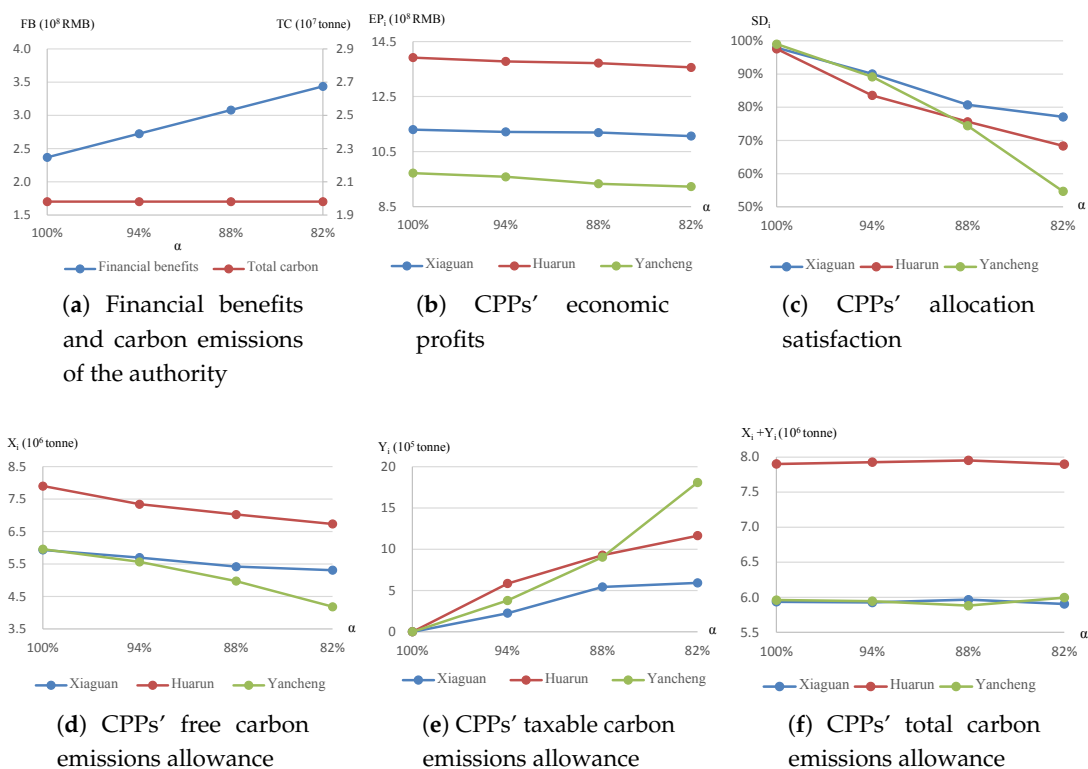 FB (10⁸ RMB) TC (10⁷ tonne)
4.0 2.9
3.5 2.7
3.0 2.5
2.5 2.3
2.0 2.1
1.5 1.9
100% 94% 88% 82%
α
Financial benefits Total carbon
(a) Financial benefits
and carbon emissions
of the authority
EPᵢ (10⁸ RMB)
14.5
12.5
10.5
8.5
α
100% 94% 88% 82%
Xiaguan Huarun Yancheng
(b) CPPs’ economic
profits
SDᵢ
100%
90%
80%
70%
60%
50%
α
100% 94% 88% 82%
Xiaguan Huarun Yancheng
(c) CPPs’ allocation
satisfaction
Xᵢ (10⁶ tonne)
8.5
7.5
6.5
5.5
4.5
3.5
α
100% 94% 88% 82%
Xiaguan Huarun Yancheng
(d) CPPs’ free carbon
emissions allowance
Yᵢ (10⁵ tonne)
20
15
10
5
0
α
100% 94% 88% 82%
Xiaguan Huarun Yancheng
(e) CPPs’ taxable carbon
emissions allowance
Xᵢ +Yᵢ (10⁶ tonne)
8.0
7.5
7.0
6.5
6.0
5.5
α
100% 94% 88% 82%
Xiaguan Huarun Yancheng
(f) CPPs’ total carbon
emissions allowance